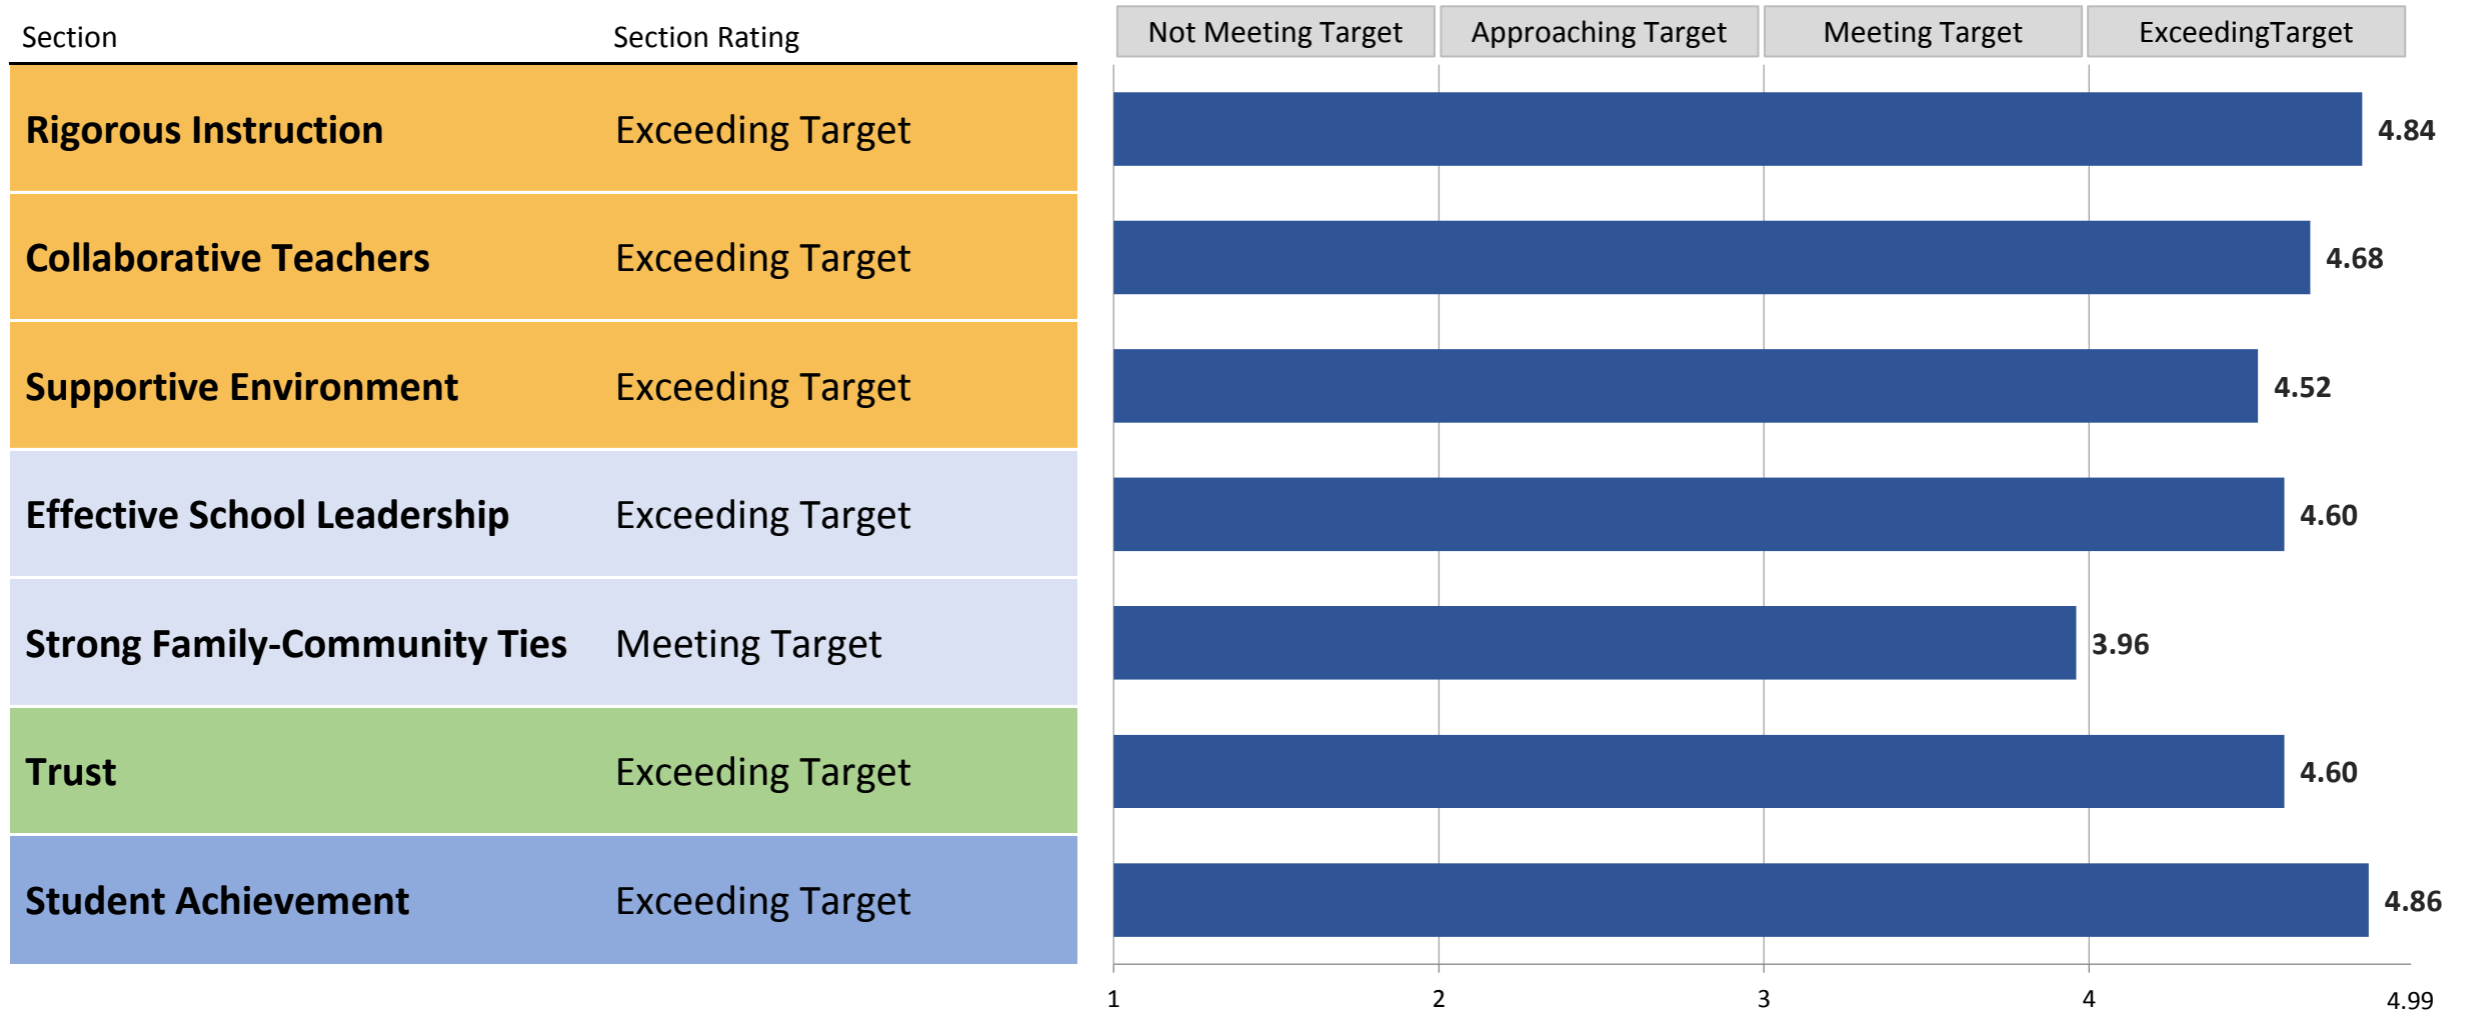 Section Section Rating Not Meeting Target Approaching Target Meeting Target ExceedingTarget
Rigorous Instruction Exceeding Target 4.84
Collaborative Teachers Exceeding Target 4.68
Supportive Environment Exceeding Target 4.52
Effective School Leadership Exceeding Target 4.60
Strong Family-Community Ties Meeting Target 3.96
Trust Exceeding Target 4.60
Student Achievement Exceeding Target 4.86
1 2 3 4 4.99